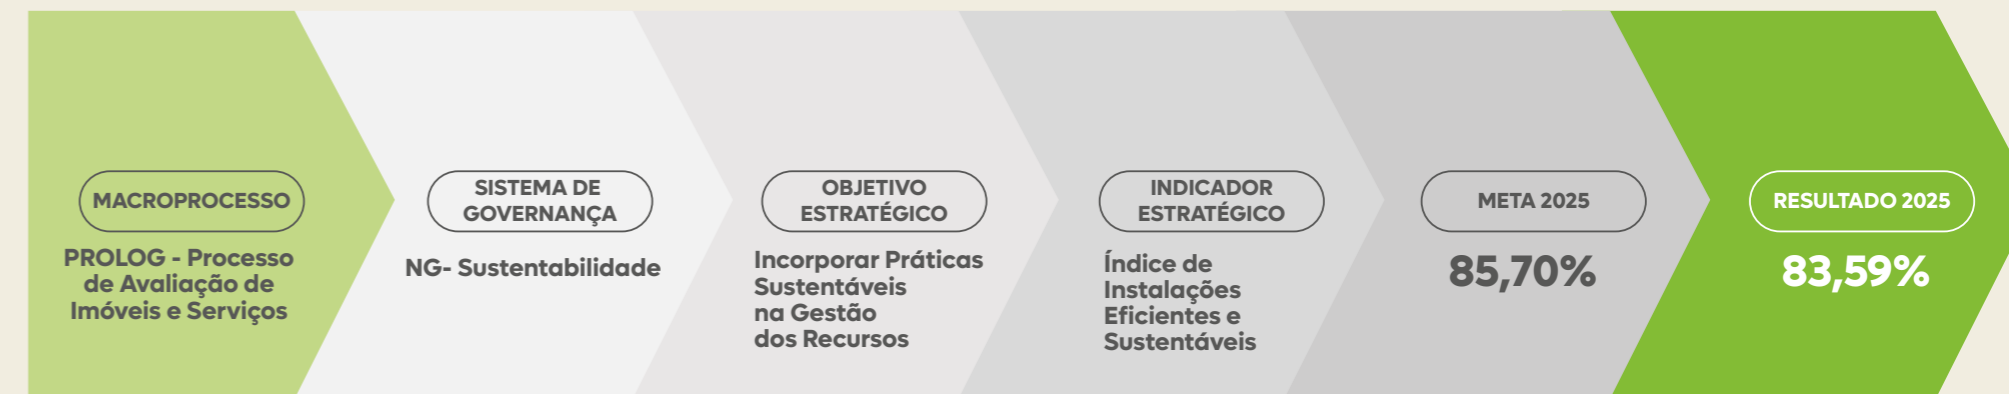 MACROPROCESSO
PROLOG - Processo
de Avaliação de
Imóveis e Serviços
SISTEMA DE
GOVERNANÇA
NG- Sustentabilidade
OBJETIVO
ESTRATÉGICO
Incorporar Práticas
Sustentáveis
na Gestão
dos Recursos
INDICADOR
ESTRATÉGICO
Índice de
Instalações
Eficientes e
Sustentáveis
META 2025
85,70%
RESULTADO 2025
83,59%